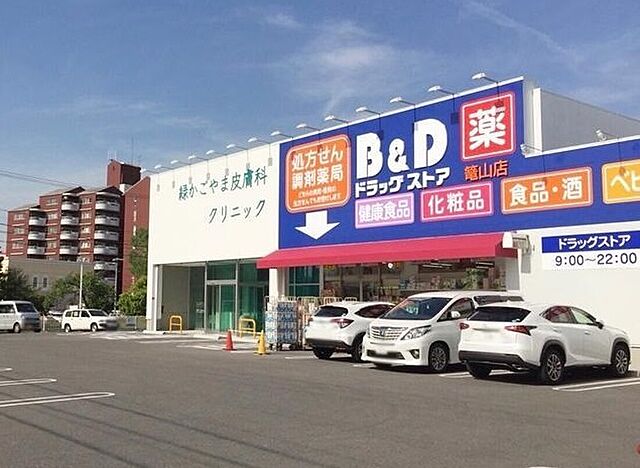 緑かごやま皮膚科
クリニック
処方せん
調剤薬局
B&D
ドラッグストア
薬
篭山店
健康食品
化粧品
食品・酒
ベビ
ドラッグストア
9:00〜22:00